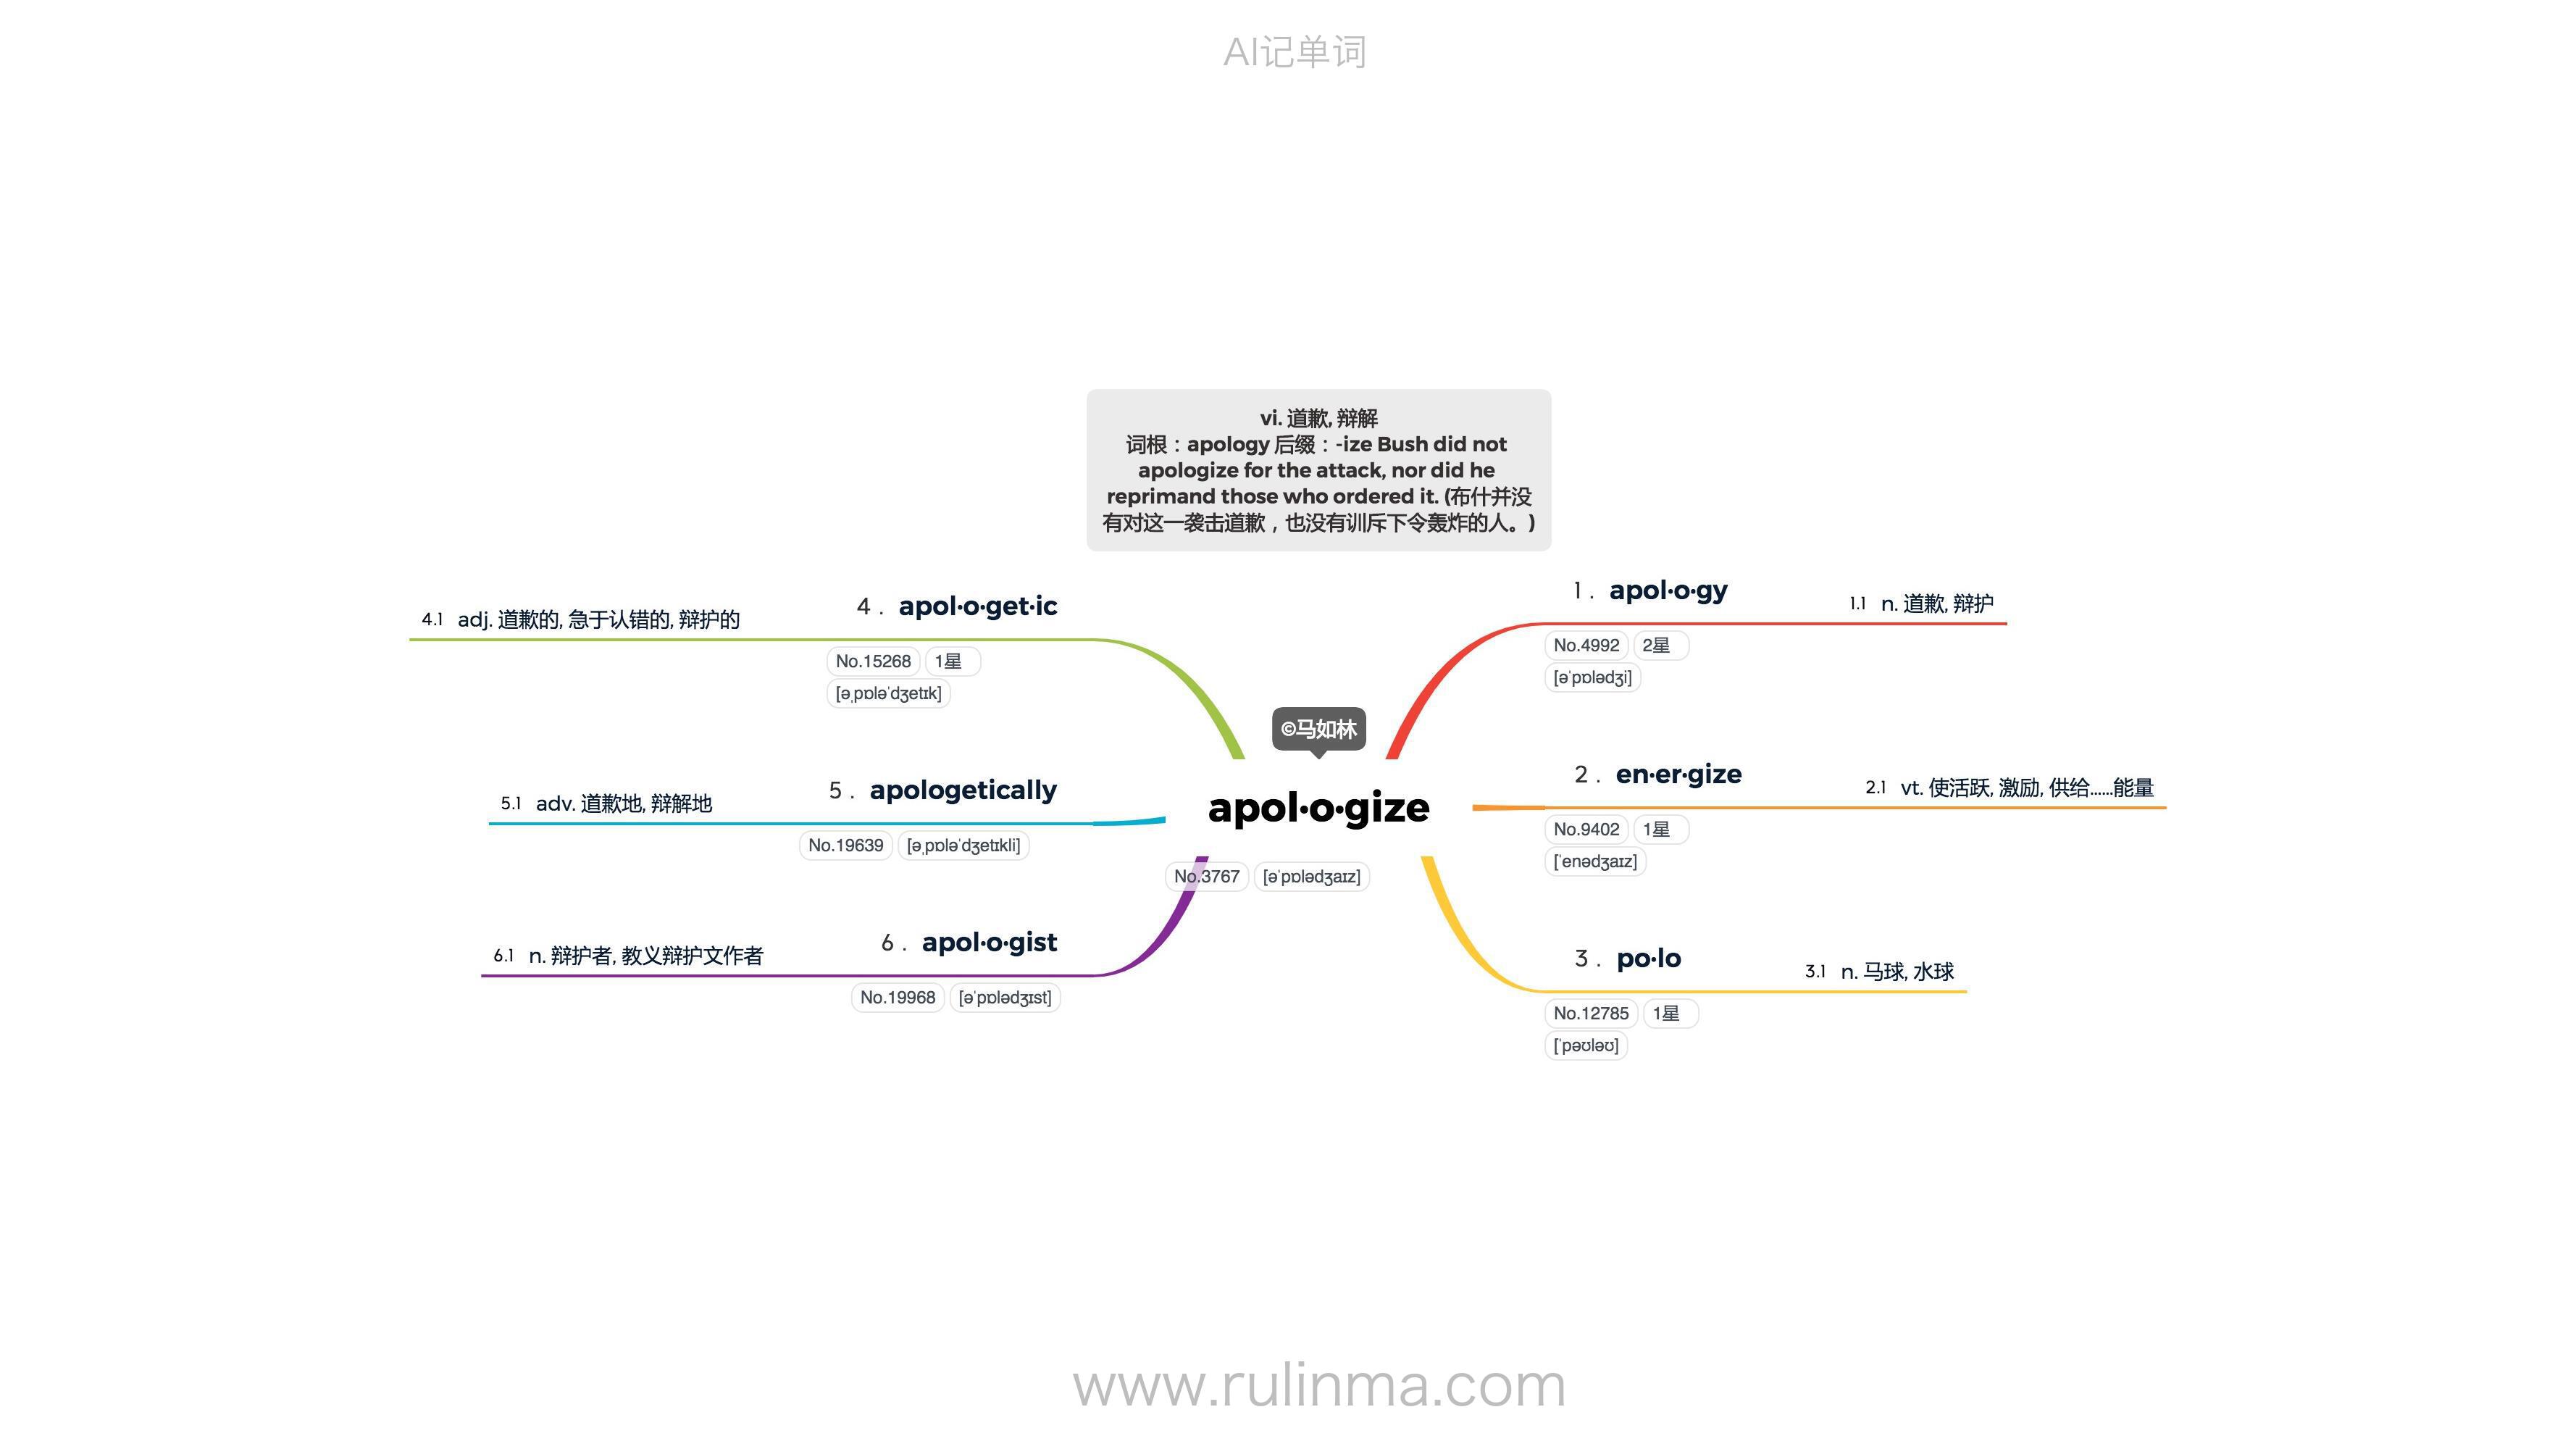 AI记单词
vi. 道歉, 辩解
词根：apology 后缀：-ize Bush did not
apologize for the attack, nor did he
reprimand those who ordered it. (布什并没
有对这一袭击道歉，也没有训斥下令轰炸的人。)
©马如林
apol·o·gize
No.3767 [əˈpɒlədʒaɪz]
1 . apol·o·gy
1.1 n. 道歉, 辩护
No.4992 2星
[əˈpɒlədʒi]
2 . en·er·gize
2.1 vt. 使活跃, 激励, 供给……能量
No.9402 1星
[ˈenədʒaɪz]
3 . po·lo
3.1 n. 马球, 水球
No.12785 1星
[ˈpəʊləʊ]
4 . apol·o·get·ic
4.1 adj. 道歉的, 急于认错的, 辩护的
No.15268 1星
[əˌpɒləˈdʒetɪk]
5 . apologetically
5.1 adv. 道歉地, 辩解地
No.19639 [əˌpɒləˈdʒetɪkli]
6 . apol·o·gist
6.1 n. 辩护者, 教义辩护文作者
No.19968 [əˈpɒlədʒɪst]
www.rulinma.com